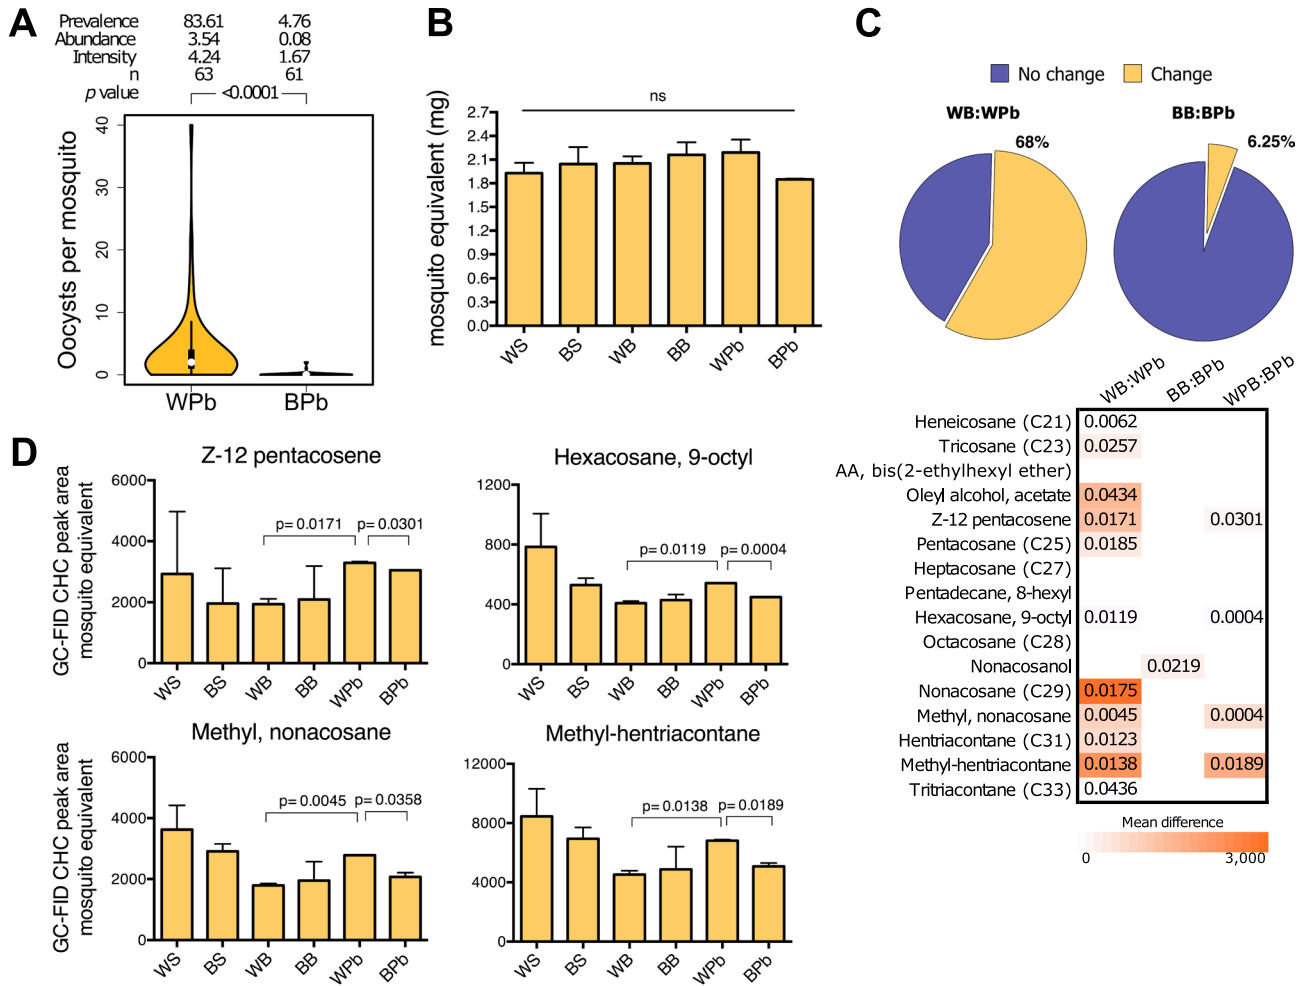 A
Prevalence 83.61 4.76
Abundance 3.54 0.08
Intensity 4.24 1.67
n 63 61
p value <0.0001
Oocysts per mosquito
40
30
20
10
0
WPb BPb
B
mosquito equivalent (mg)
ns
2.7
2.4
2.1
1.8
1.5
1.2
0.9
0.6
0.3
0.0
WS BS WB BB WPb BPb
C
No change Change
WB:WPb BB:BPb
68% 6.25%
WB:WPb BB:BPb WPB:BPb
Heneicosane (C21) 0.0062
Tricosane (C23) 0.0257
AA, bis(2-ethylhexyl ether)
Oleyl alcohol, acetate 0.0434
Z-12 pentacosene 0.0171 0.0301
Pentacosane (C25) 0.0185
Heptacosane (C27)
Pentadecane, 8-hexyl
Hexacosane, 9-octyl 0.0119 0.0004
Octacosane (C28)
Nonacosanol 0.0219
Nonacosane (C29) 0.0175
Methyl, nonacosane 0.0045 0.0004
Hentriacontane (C31) 0.0123
Methyl-hentriacontane 0.0138 0.0189
Tritriacontane (C33) 0.0436
Mean difference
0 3,000
D
Z-12 pentacosene
GC-FID CHC peak area
mosquito equivalent
6000
4000
2000
0
p= 0.0171 p= 0.0301
WS BS WB BB WPb BPb
Hexacosane, 9-octyl
1200
800
400
0
p= 0.0119 p= 0.0004
WS BS WB BB WPb BPb
Methyl, nonacosane
GC-FID CHC peak area
mosquito equivalent
6000
4000
2000
0
p= 0.0045 p= 0.0358
WS BS WB BB WPb BPb
Methyl-hentriacontane
12000
8000
4000
0
p= 0.0138 p= 0.0189
WS BS WB BB WPb BPb